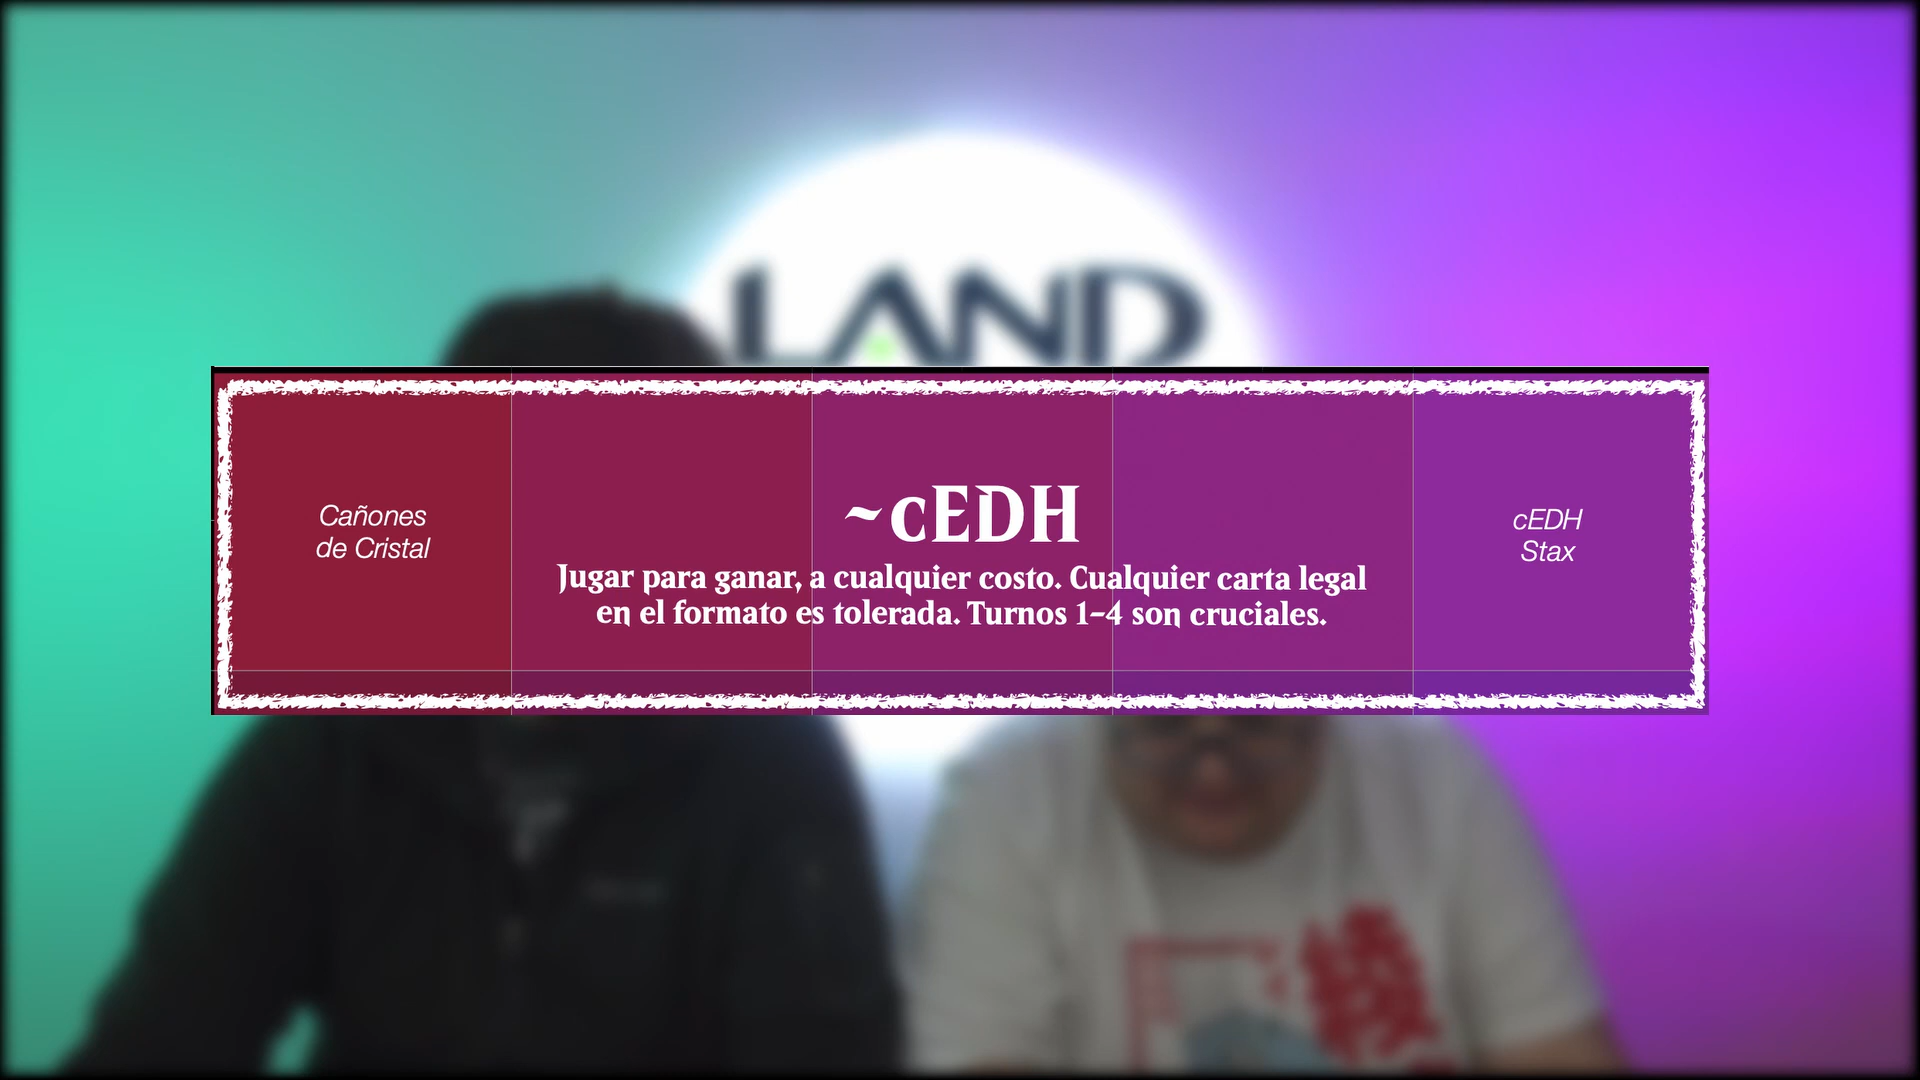 LAND
Cañones
de Cristal
~cEDH
Jugar para ganar, a cualquier costo. Cualquier carta legal
en el formato es tolerada. Turnos 1-4 son cruciales.
cEDH
Stax